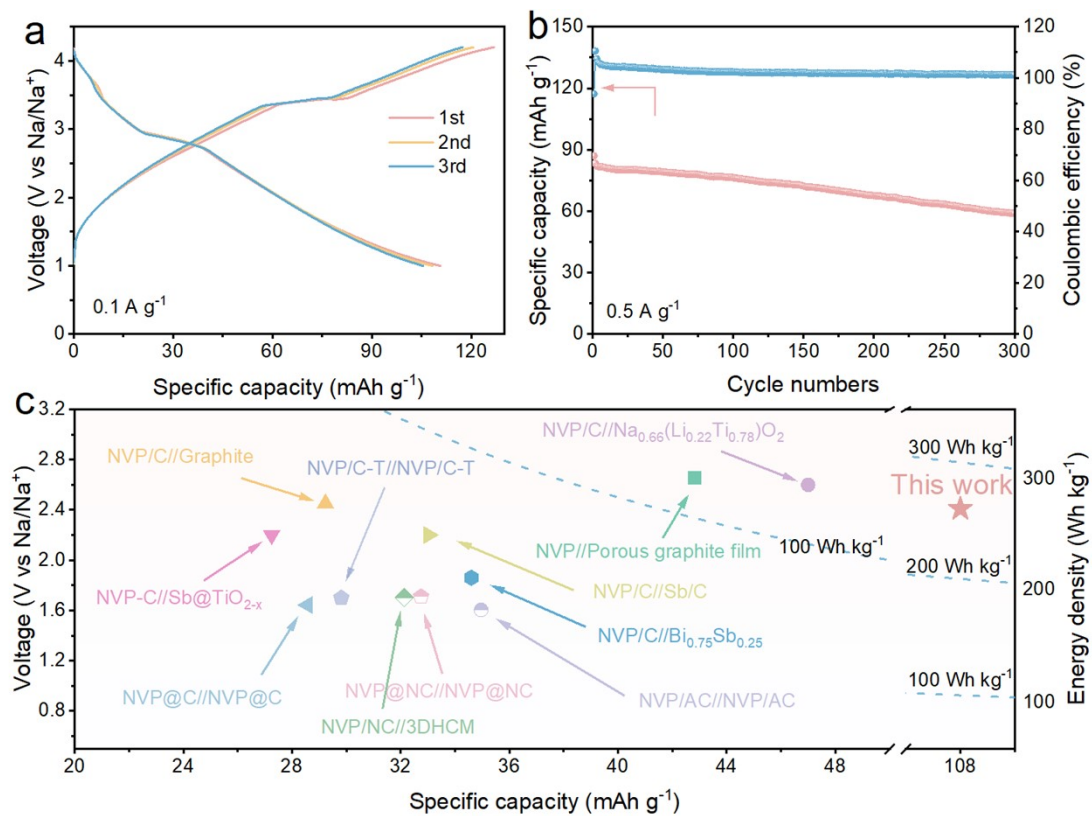 a
Voltage (V vs Na/Na⁺)
4
3
2
1
0
1st
2nd
3rd
0.1 A g⁻¹
0 30 60 90 120
Specific capacity (mAh g⁻¹)
b
Specific capacity (mAh g⁻¹)
150
120
90
60
30
0
120
100
80
60
40
20
0
Coulombic efficiency (%)
0.5 A g⁻¹
0 50 100 150 200 250 300
Cycle numbers
c
Voltage (V vs Na/Na⁺)
3.2
2.8
2.4
2.0
1.6
1.2
0.8
NVP/C//Na₀.₆₆(Li₀.₂₂Ti₀.₇₈)O₂
300 Wh kg⁻¹
NVP/C//Graphite
NVP/C-T//NVP/C-T
This work
NVP//Porous graphite film
100 Wh kg⁻¹
200 Wh kg⁻¹
NVP-C//Sb@TiO₂₋ₓ
NVP/C//Sb/C
NVP/C//Bi₀.₇₅Sb₀.₂₅
NVP@C//NVP@C
NVP@NC//NVP@NC
NVP/AC//NVP/AC
100 Wh kg⁻¹
NVP/NC//3DHCM
300
200
100
Energy density (Wh kg⁻¹)
20 24 28 32 36 40 44 48 108
Specific capacity (mAh g⁻¹)